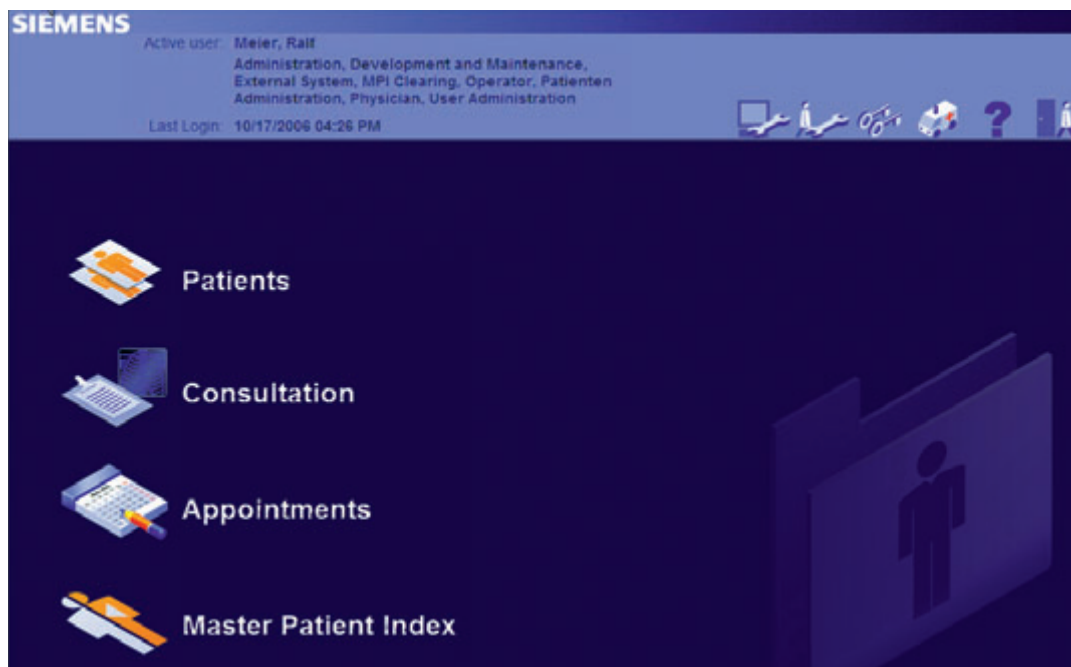 SIEMENS
Active user: Meier, Ralf
Administration, Development and Maintenance,
External System, MPI Clearing, Operator, Patienten
Administration, Physician, User Administration
Last Login: 10/17/2006 04:26 PM
?
Patients
Consultation
Appointments
Master Patient Index